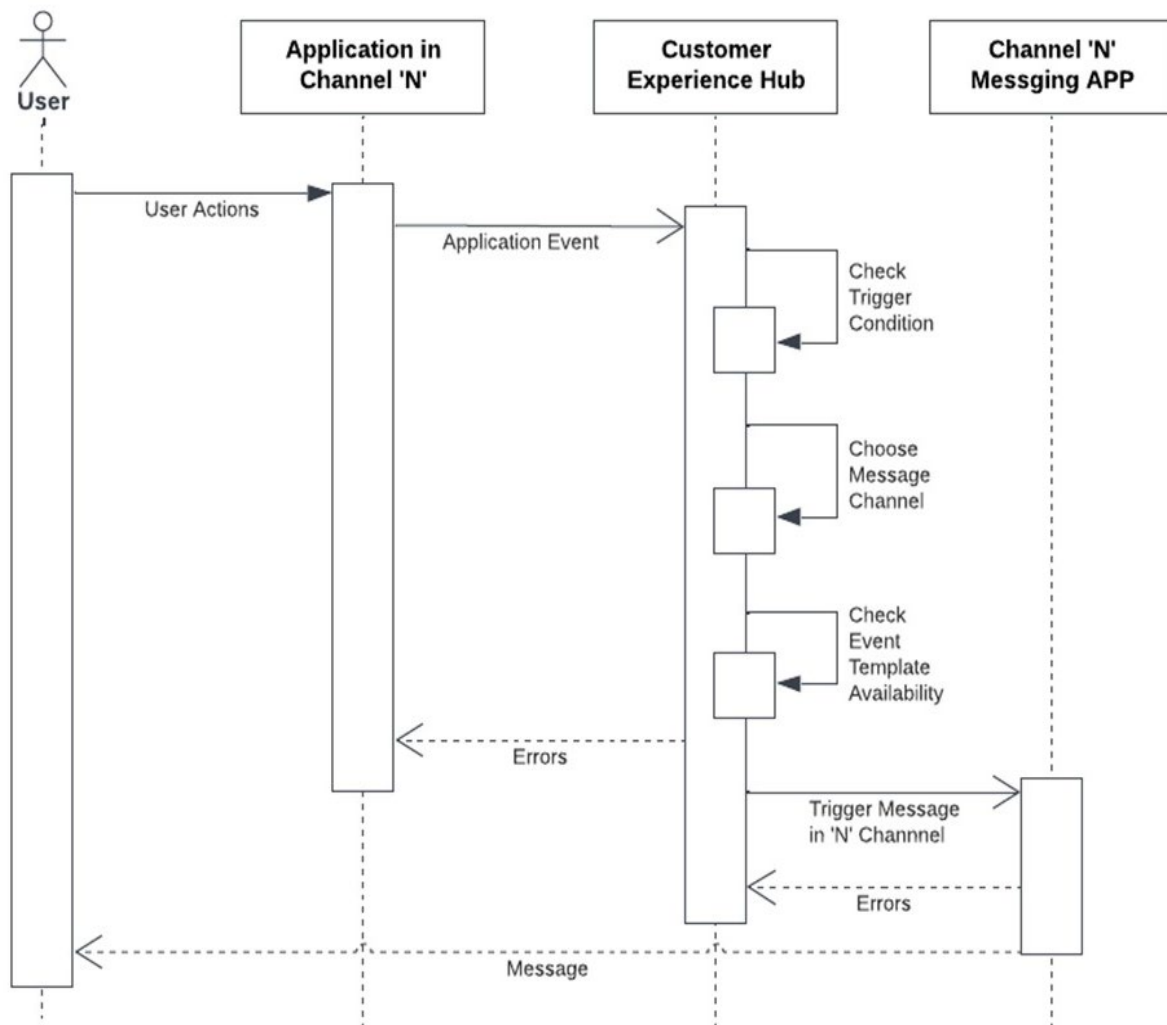 User
Application in
Channel 'N'
Customer
Experience Hub
Channel 'N'
Messging APP
User Actions
Application Event
Check
Trigger
Condition
Choose
Message
Channel
Check
Event
Template
Availability
Errors
Trigger Message
in 'N' Channnel
Errors
Message